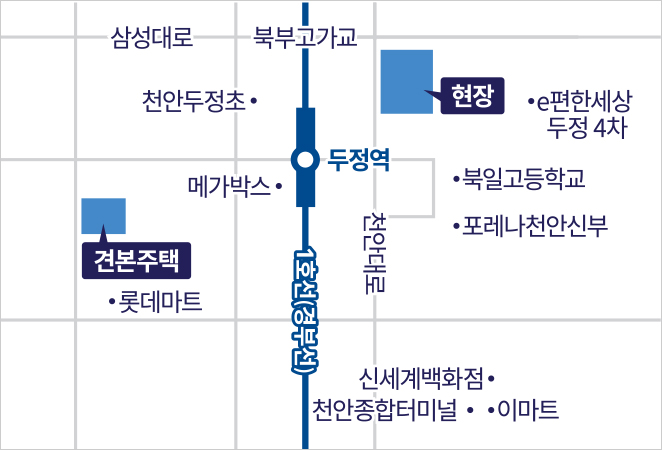 삼성대로
북부고가교
현장
천안두정초
e편한세상
두정 4차
두정역
메가박스
북일고등학교
천안대로
포레나천안신부
견본주택
1호선(경부선)
롯데마트
신세계백화점
천안종합터미널
이마트